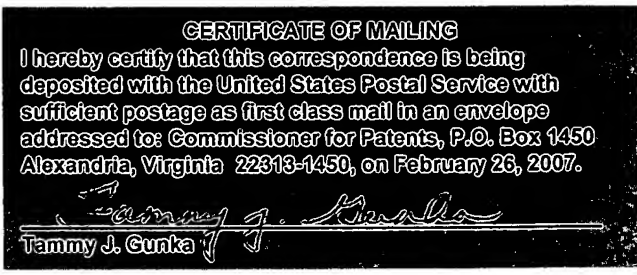 CERTIFICATE OF MAILING
I hereby certify that this correspondence is being
deposited with the United States Postal Service with
sufficient postage as first class mail in an envelope
addressed to: Commissioner for Patents, P.O. Box 1450
Alexandria, Virginia 22313-1450, on February 26, 2007.
Tammy J. Gunka
Tammy J. Gunka